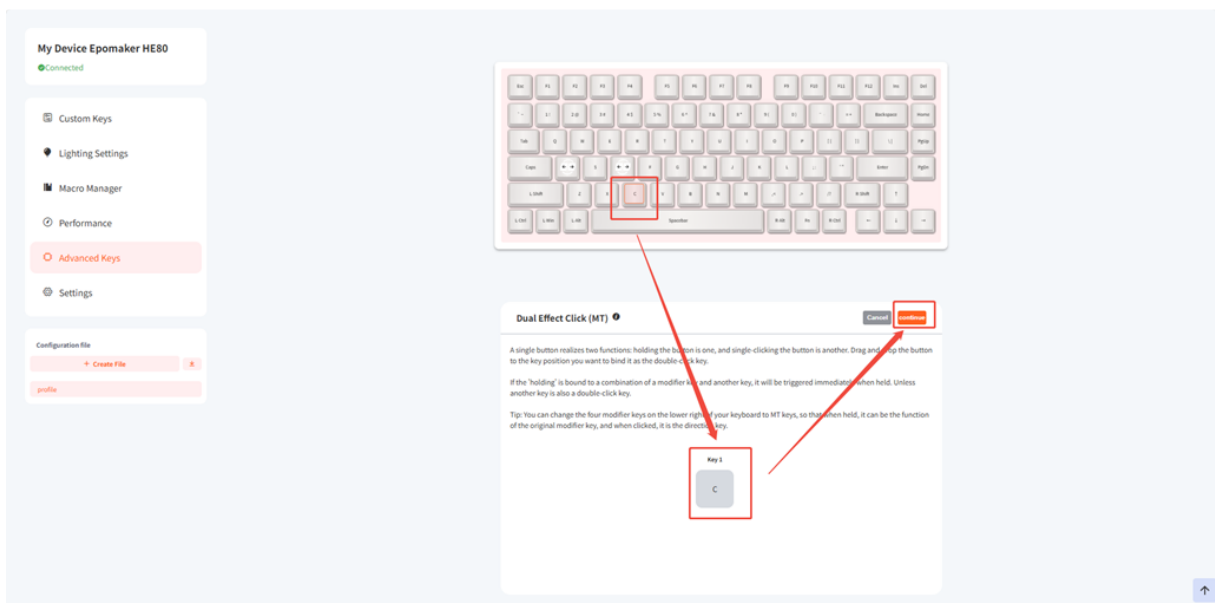 My Device Epomaker HE80
Connected
Custom Keys
Lighting Settings
Macro Manager
Performance
Advanced Keys
Settings
Configuration file
+ Create File
profile
Esc F1 F2 F3 F4 F5 F6 F7 F8 F9 F10 F11 F12 Ins Del
Backspace Home
Tab Q W E R T Y U I O P PgUp
Caps S F G H J K L Enter PgDn
L Shift Z X C V B N M R Shift
L Ctrl L Win L Alt Spacebar R Alt Fn R Ctrl ← → 
Dual Effect Click (MT)
Cancel
continue
A single button realizes two functions: holding the button is one, and single-clicking the button is another. Drag and drop the button
to the key position you want to bind it as the double-click key.
If the 'holding' is bound to a combination of a modifier key and another key, it will be triggered immediately when held. Unless
another key is also a double-click key.
Tip: You can change the four modifier keys on the lower right of your keyboard to MT keys, so that when held, it can be the function
of the original modifier key, and when clicked, it is the direction key.
Key 1
C